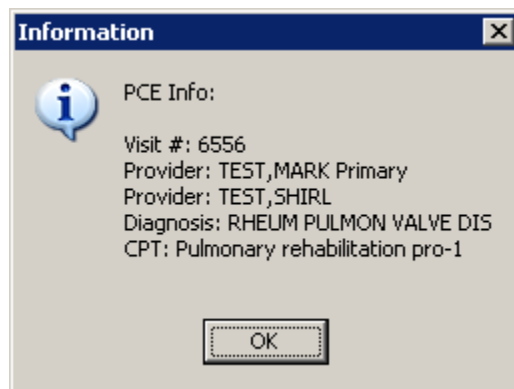 Information
PCE Info:
Visit #: 6556
Provider: TEST,MARK Primary
Provider: TEST,SHIRL
Diagnosis: RHEUM PULMON VALVE DIS
CPT: Pulmonary rehabilitation pro-1
OK